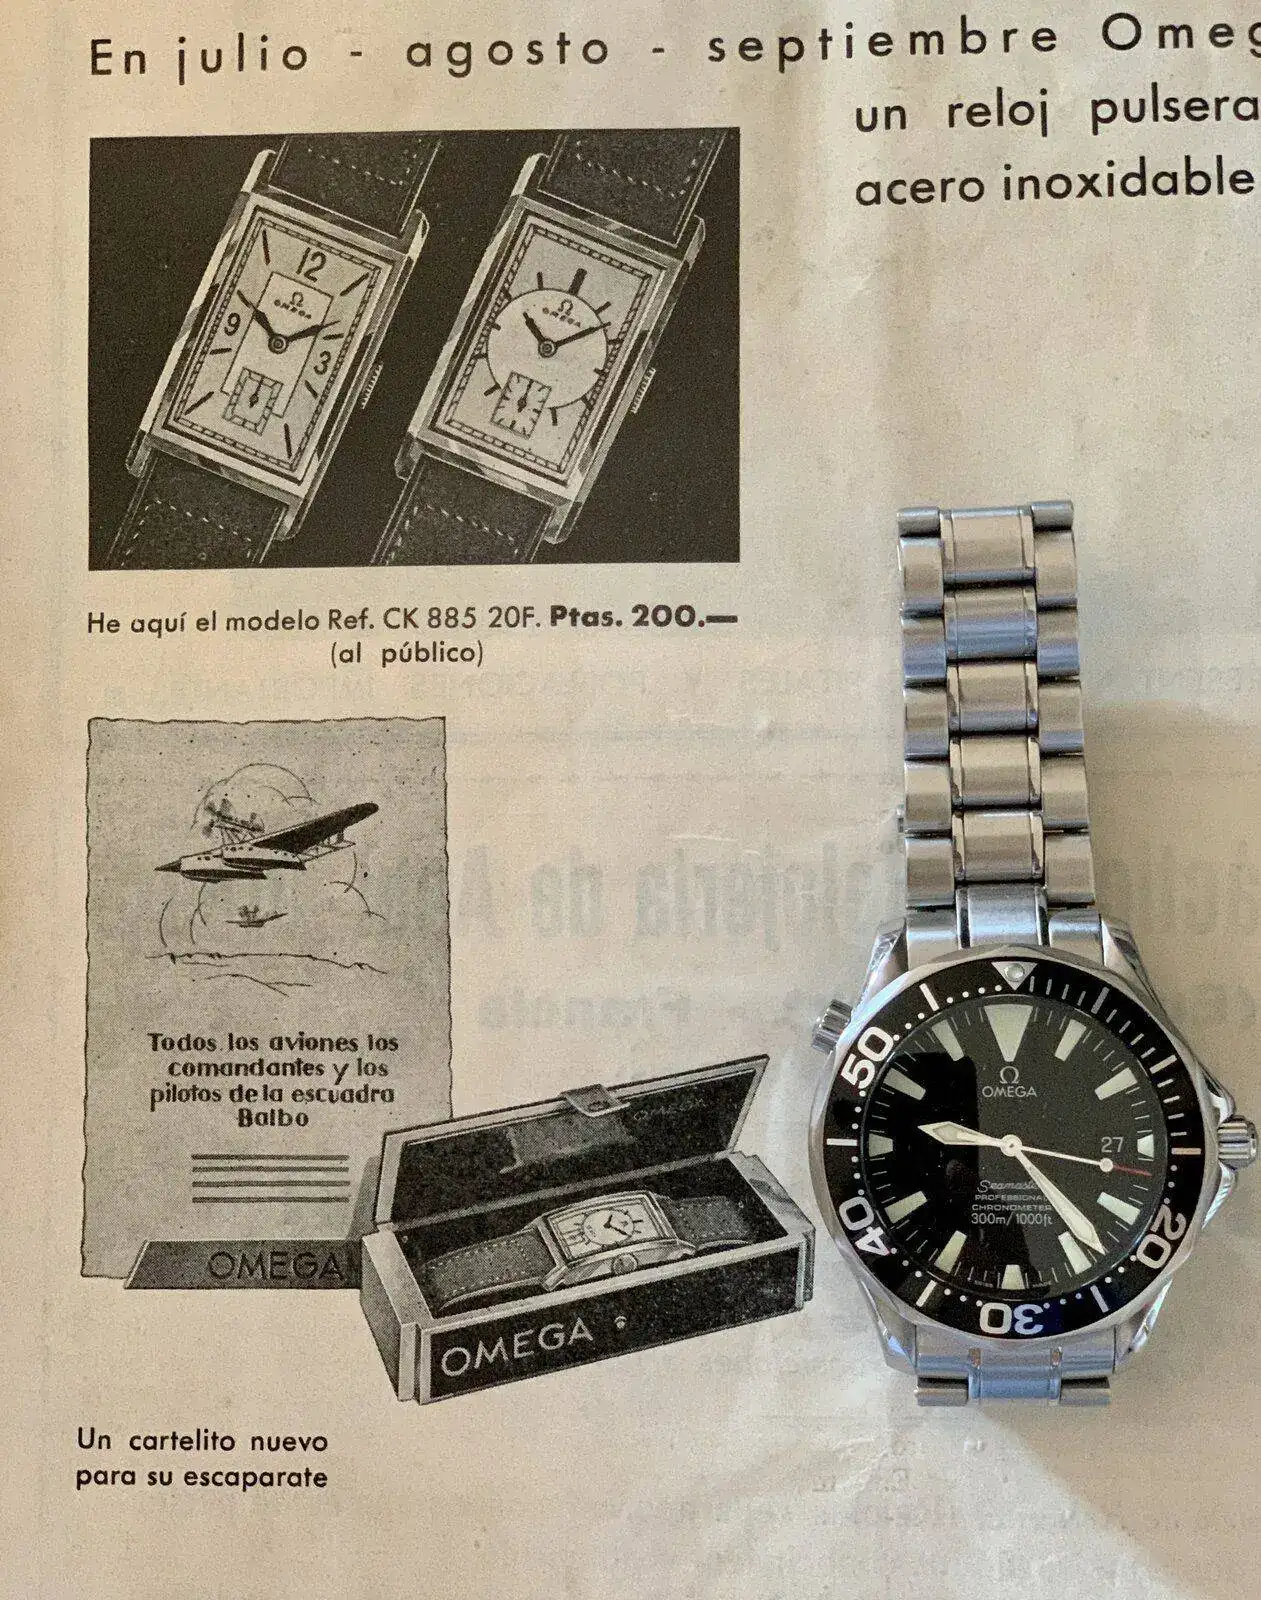 En julio - agosto - septiembre Omeg
un reloj pulsera
acero inoxidable
12
9
3
Ω
OMEGA
Ω
OMEGA
He aquí el modelo Ref. CK 885 20F. Ptas. 200.—
(al público)
Todos los aviones los
comandantes y los
pilotos de la escuadra
Balbo
OMEGA
OMEGA
OMEGA
Un cartelito nuevo
para su escaparate
50
40
30
20
Ω
OMEGA
27
Seamast
PROFESSIONAL
CHRONOMETER
300m/1000ft